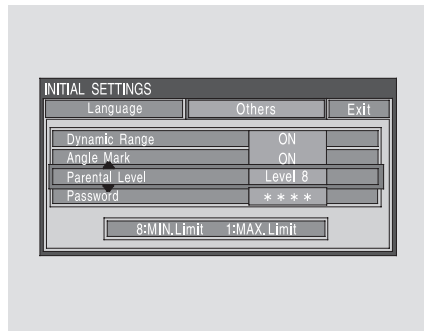 INITIAL SETTINGS
Language Others Exit
Dynamic Range ON
Angle Mark ON
Parental Level Level 8
Password ****
8:MIN.Limit 1:MAX.Limit